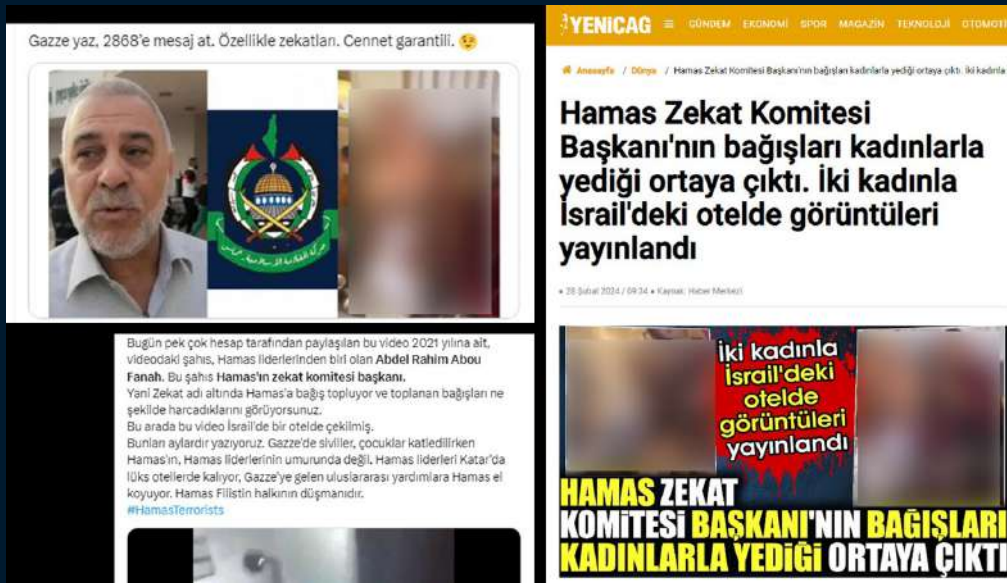 Gazze yaz, 2868'e mesaj at. Özellikle zekatları. Cennet garantili. 😉
Bugün pek çok hesap tarafından paylaşılan bu video 2021 yılına ait,
videodaki şahıs, Hamas liderlerinden biri olan Abdel Rahim Abou
Fanah. Bu şahıs Hamas'ın zekat komitesi başkanı.
Yani Zekat adı altında Hamas'a bağış topluyor ve toplanan bağışları ne
şekilde harcadıklarını görüyorsunuz.
Bu arada bu video İsrail'de bir otelde çekilmiş.
Bunları aylardır yazıyoruz. Gazze'de siviller, çocuklar katledilirken
Hamas'ın, Hamas liderlerinin umurunda değil. Hamas liderleri Katar'da
lüks otellerde kalıyor, Gazze'ye gelen uluslararası yardımlara Hamas el
koyuyor. Hamas Filistin halkının düşmanıdır.
#HamasTerrorists
YENİÇAĞ ≡ GÜNDEM EKONOMİ SPOR MAGAZİN TEKNOLOJİ OTOMOTİ
Anasayfa / Dünya / Hamas Zekat Komitesi Başkanı'nın bağışları kadınlarla yediği ortaya çıktı. İki kadınla
Hamas Zekat Komitesi
Başkanı'nın bağışları kadınlarla
yediği ortaya çıktı. İki kadınla
İsrail'deki otelde görüntüleri
yayınlandı
• 28 Şubat 2024 / 09:34 • Kaynak: Haber Merkezi
İki kadınla
İsrail'deki
otelde
görüntüleri
yayınlandı
HAMAS ZEKAT
KOMİTESİ BAŞKANI'NIN BAĞIŞLARI
KADINLARLA YEDİĞİ ORTAYA ÇIKTI